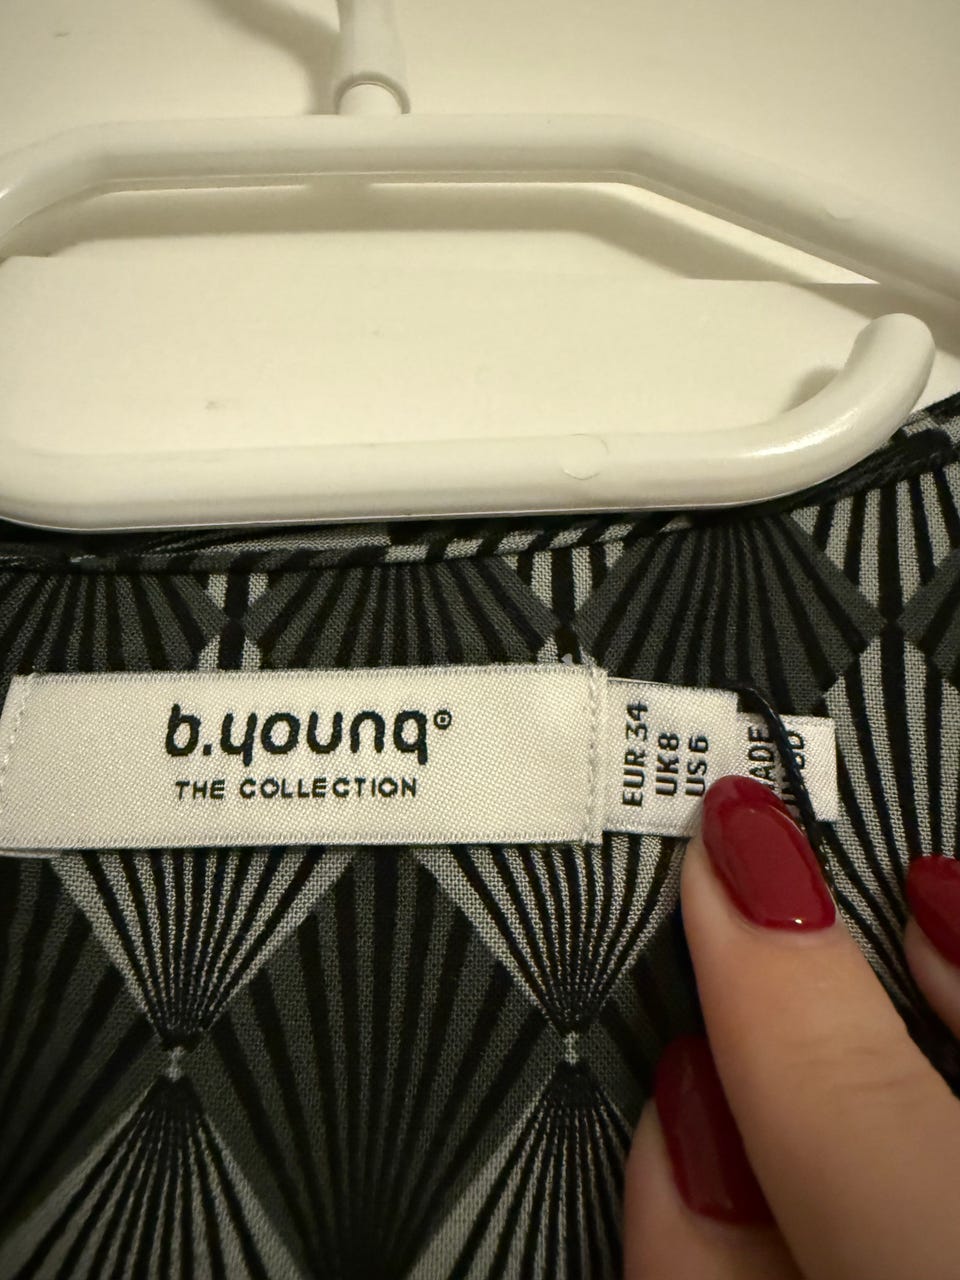 b.young®
THE COLLECTION
EUR 34
UK 8
US 6